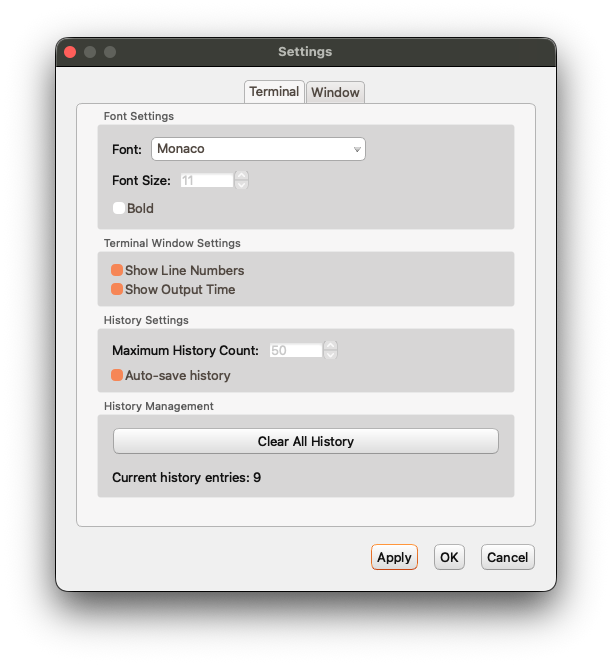 Settings
Terminal Window
Font Settings
Font: Monaco
Font Size: 11
Bold
Terminal Window Settings
Show Line Numbers
Show Output Time
History Settings
Maximum History Count: 50
Auto-save history
History Management
Clear All History
Current history entries: 9
Apply OK Cancel